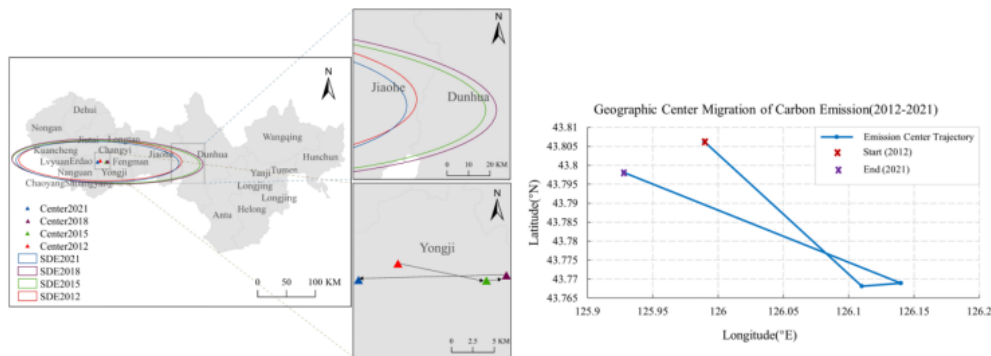 N
Dehui
Nongan
Jiutai
Longtan
Kuancheng
Changyi
Lvyuan
Erdao
Fengman
Jiaohe
Dunhua
Nanguan
Yongji
Chaoyang
Shuangyang
Wangqing
Hunchun
Yanji
Tumen
Longjing
Longjing
Helong
Antu
Center2021
Center2018
Center2015
Center2012
SDE2021
SDE2018
SDE2015
SDE2012
0 50 100 KM
N
Jiaohe
Dunhua
0 10 20 KM
N
Yongji
0 2.5 5 KM
Geographic Center Migration of Carbon Emission(2012-2021)
Emission Center Trajectory
Start (2012)
End (2021)
Latitude(°N)
43.81
43.805
43.8
43.795
43.79
43.785
43.78
43.775
43.77
43.765
125.9 125.95 126 126.05 126.1 126.15 126.2
Longitude(°E)